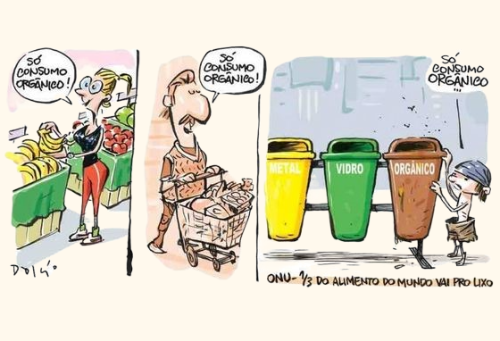 SÓ
CONSUMO
ORGÂNICO!
SÓ
CONSUMO
ORGÂNICO!
SÓ
CONSUMO
ORGÂNICO...
METAL
VIDRO
ORGÂNICO
ONU- 1/3 DO ALIMENTO DO MUNDO VAI PRO LIXO